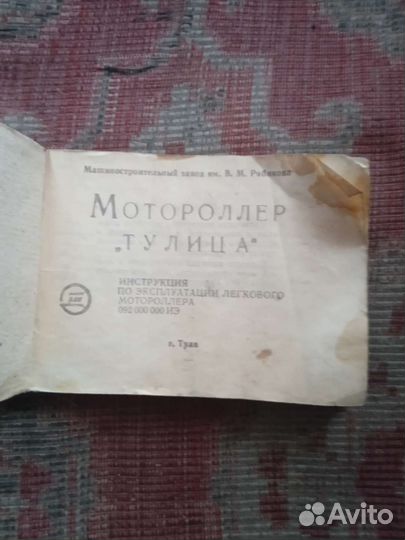 Машиностроительный завод им. В. М. Рябикова
МОТОРОЛЛЕР
„ТУЛИЦА“
ИНСТРУКЦИЯ
ПО ЭКСПЛУАТАЦИИ ЛЕГКОВОГО
МОТОРОЛЛЕРА
092 000 000 ИЭ
г. Тула
Avito